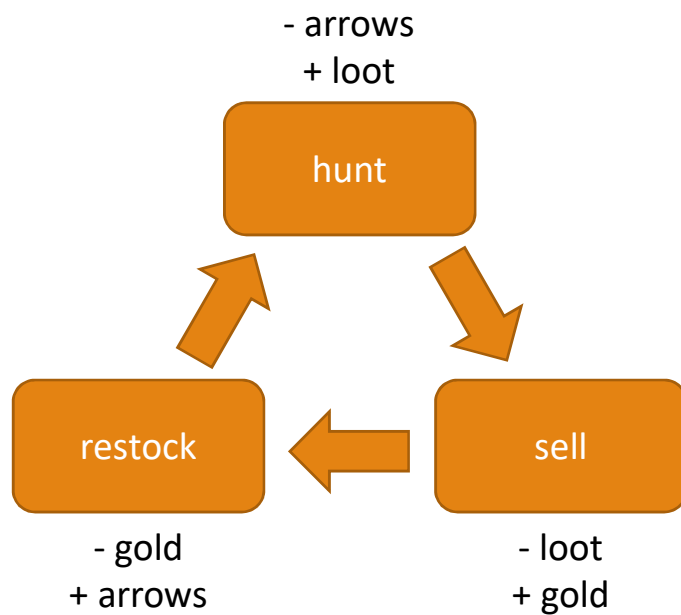 - arrows
+ loot
hunt
restock
sell
- gold
+ arrows
- loot
+ gold